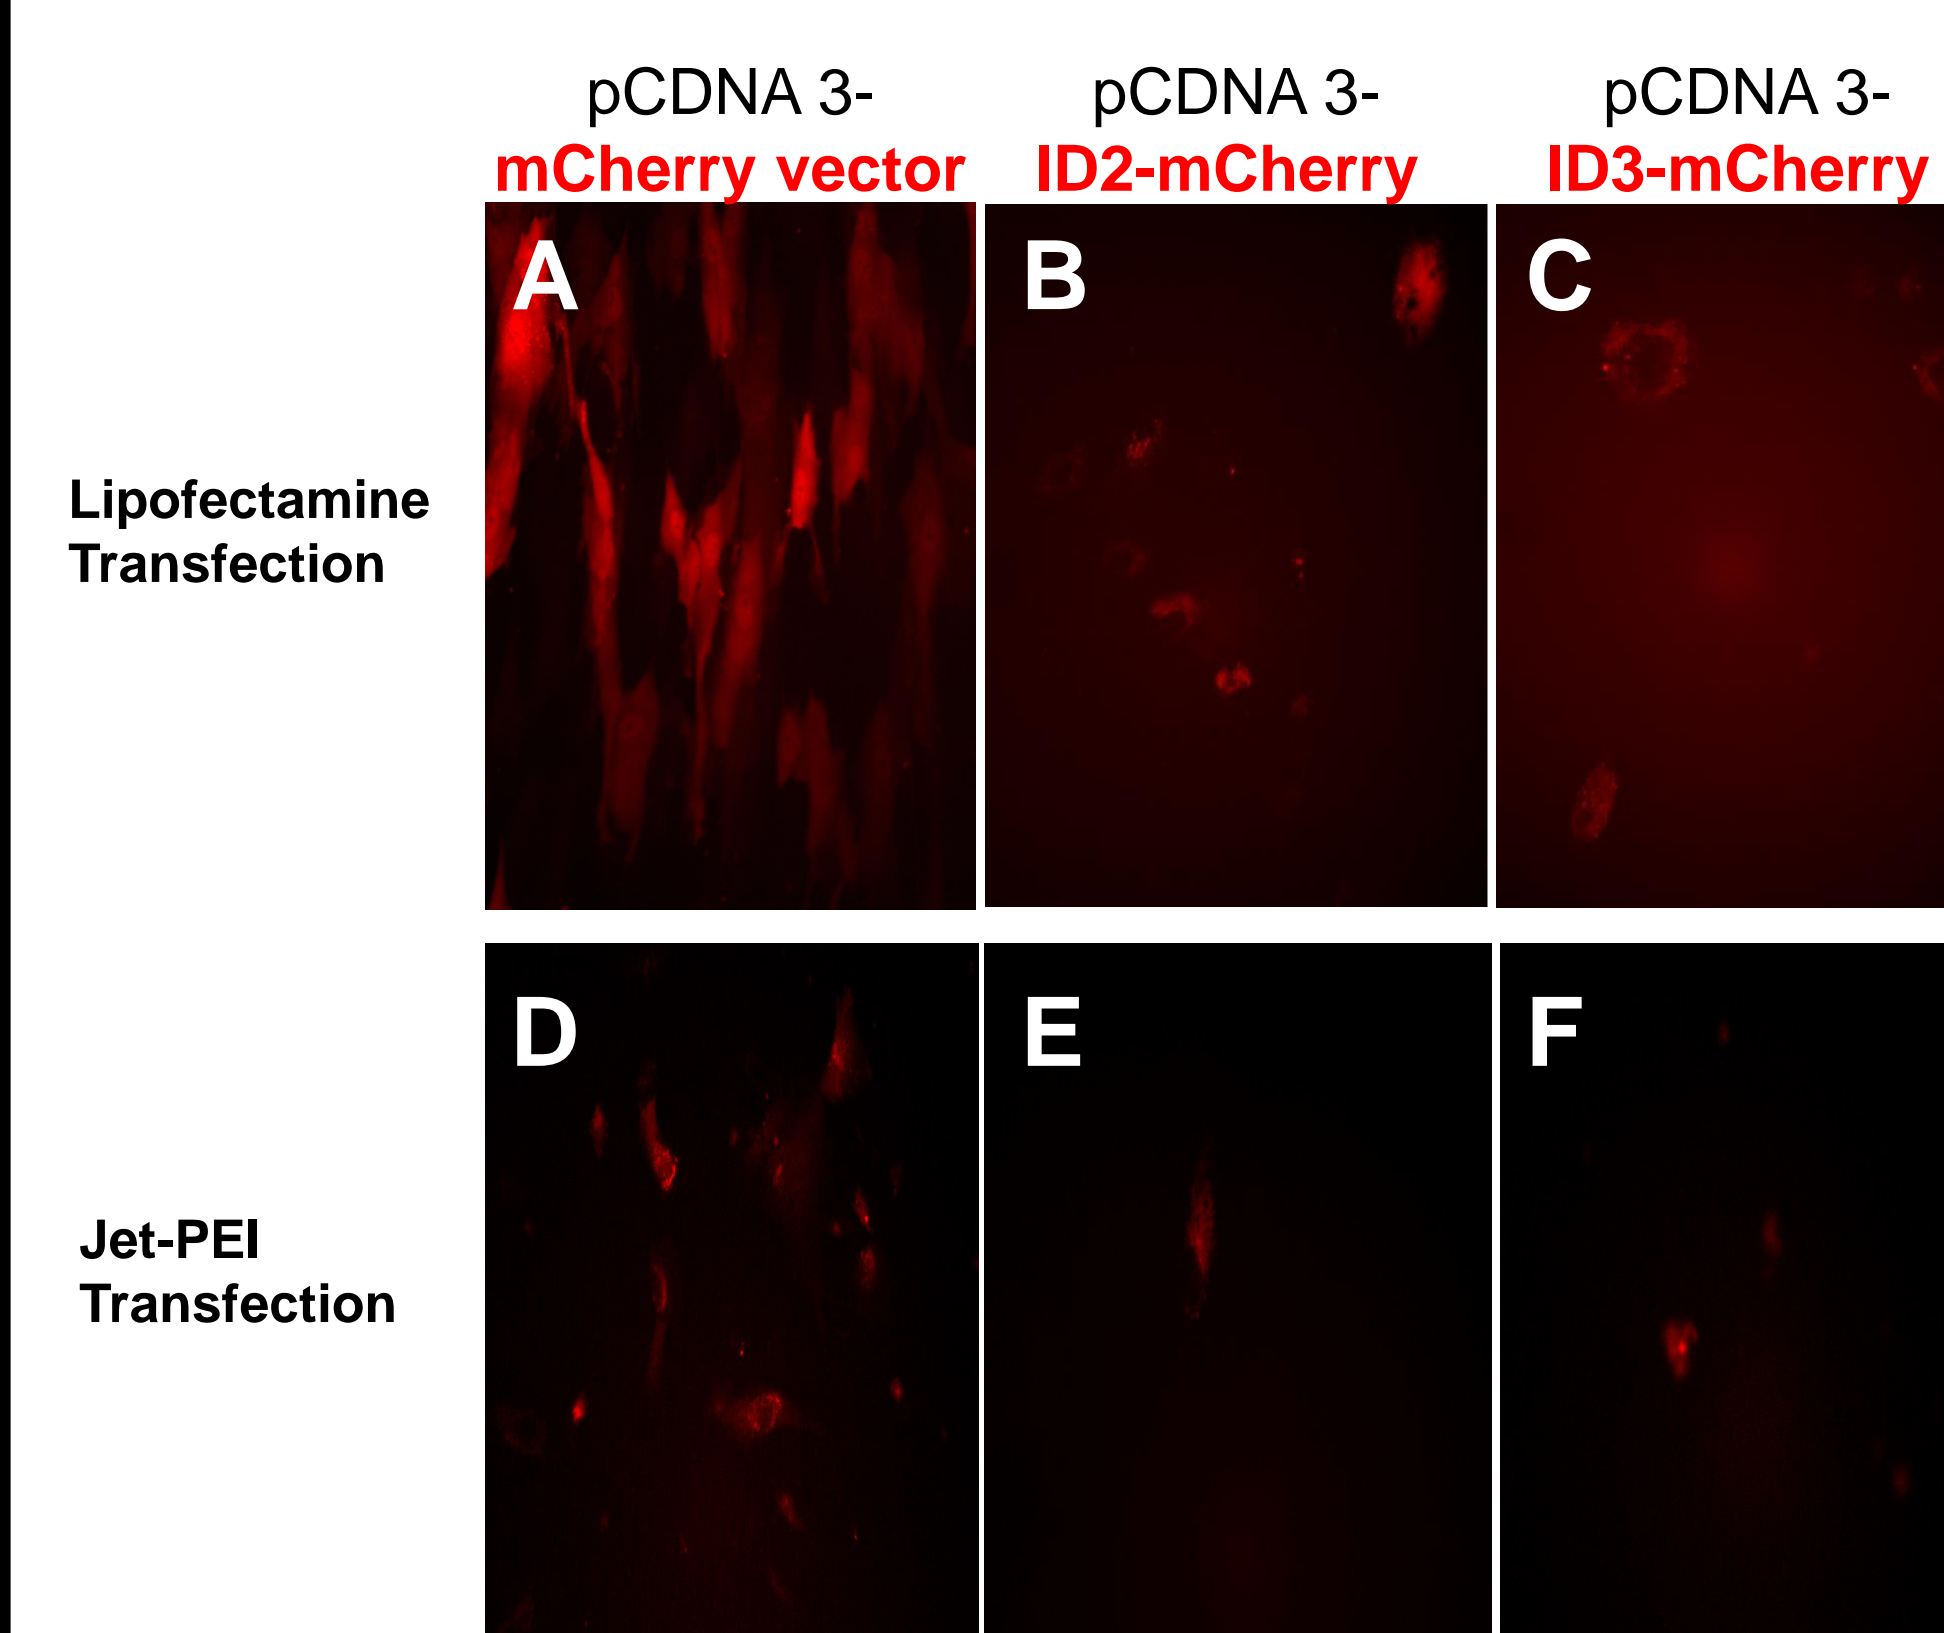 pCDNA 3-
mCherry vector
pCDNA 3-
ID2-mCherry
pCDNA 3-
ID3-mCherry
A
B
C
Lipofectamine
Transfection
D
E
F
Jet-PEI
Transfection